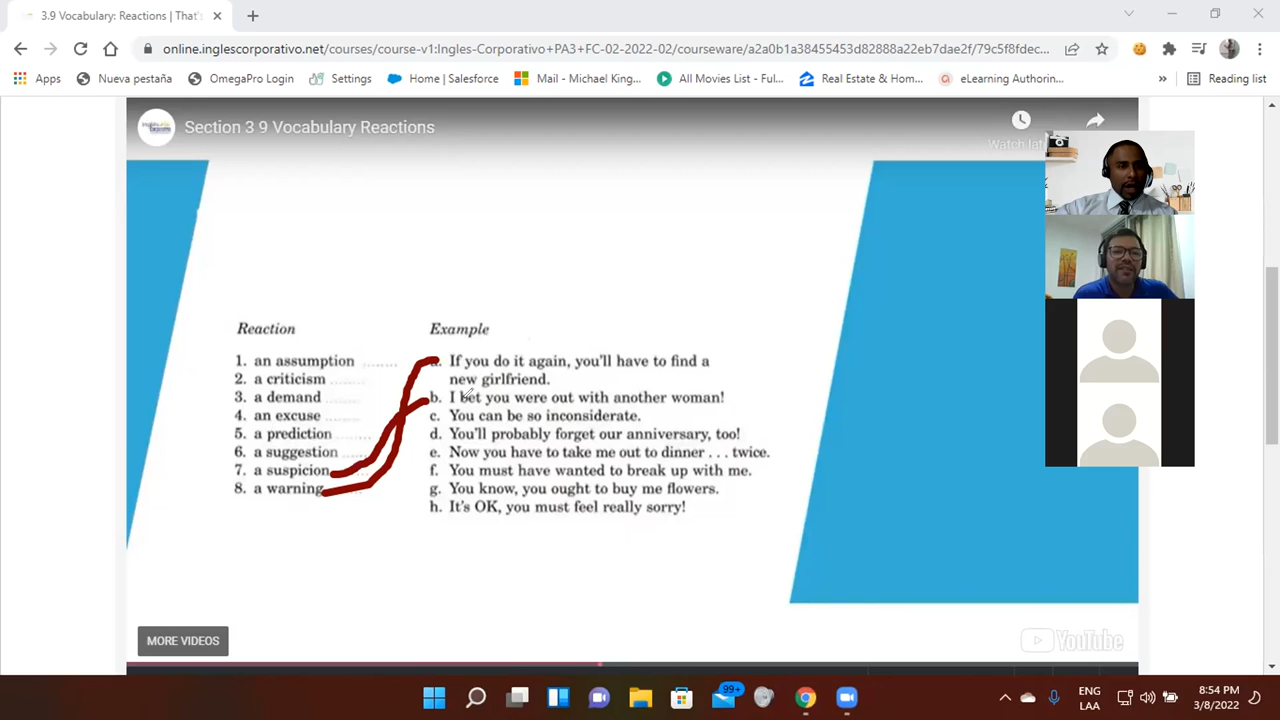 3.9 Vocabulary: Reactions | That'
online.inglescorporativo.net/courses/course-v1:Ingles-Corporativo+PA3+FC-02-2022-02/courseware/a2a0b1a38455453d82888a22eb7dae2f/79c5f8fdec...
Apps Nueva pestaña OmegaPro Login Settings Home | Salesforce Mail - Michael King... All Movies List - Ful... Real Estate & Hom... eLearning Authorin... » Reading list
Section 3 9 Vocabulary Reactions
Watch lat
Reaction Example
1. an assumption ........ a. If you do it again, you'll have to find a
2. a criticism ........ new girlfriend.
3. a demand b. I bet you were out with another woman!
4. an excuse ........ c. You can be so inconsiderate.
5. a prediction ........ d. You'll probably forget our anniversary, too!
6. a suggestion e. Now you have to take me out to dinner . . . twice.
7. a suspicion f. You must have wanted to break up with me.
8. a warning g. You know, you ought to buy me flowers.
h. It's OK, you must feel really sorry!
MORE VIDEOS
YouTube
99+
ENG
LAA
8:54 PM
3/8/2022